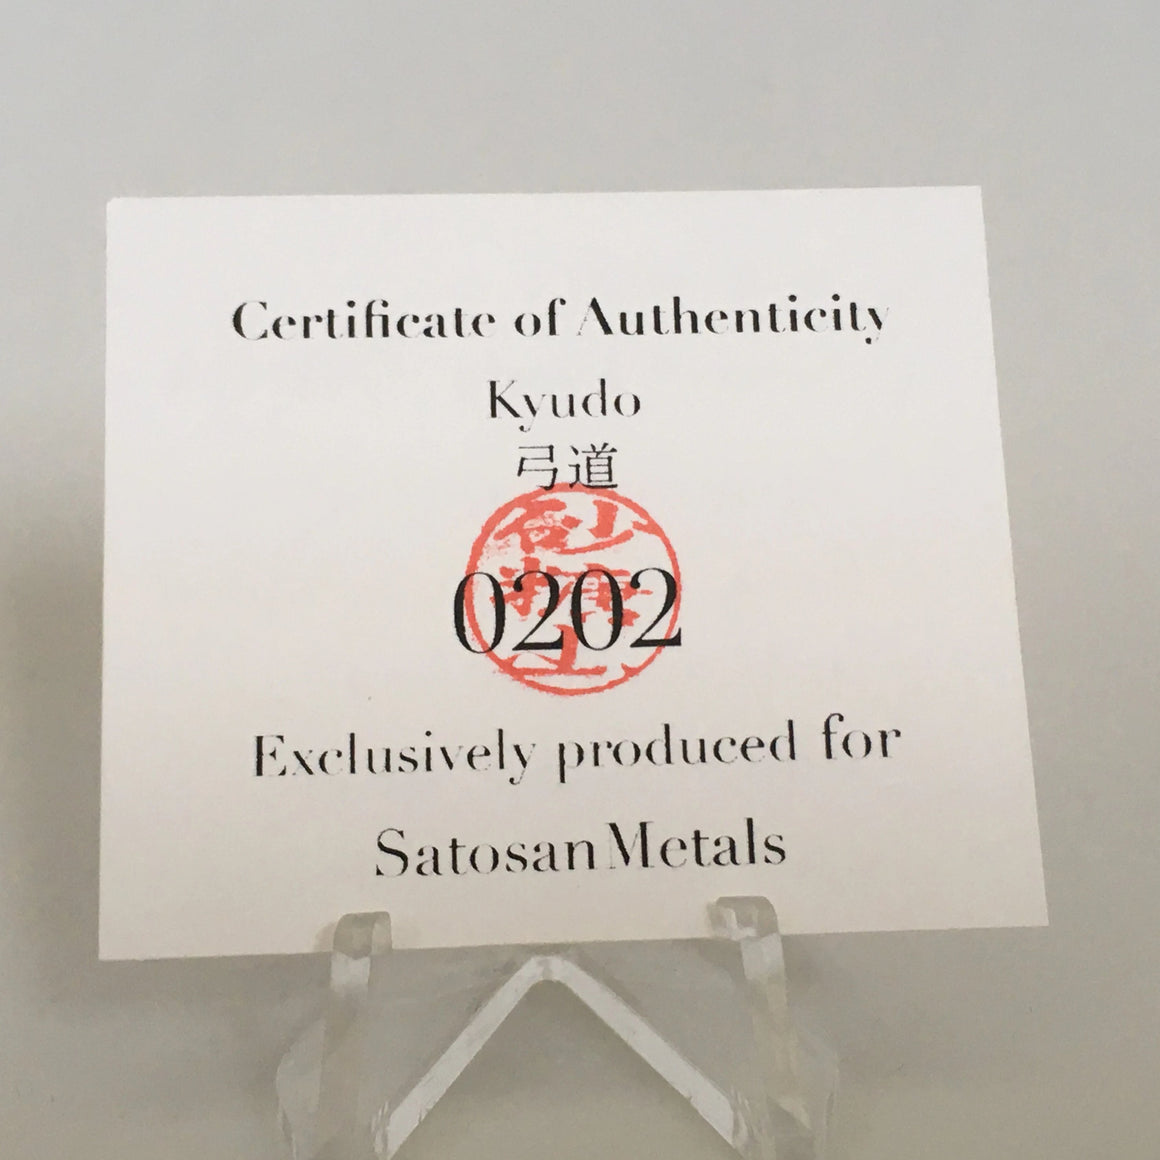 Certificate of Authenticity
Kyudo
弓道
0202
Exclusively produced for
Satosan Metals